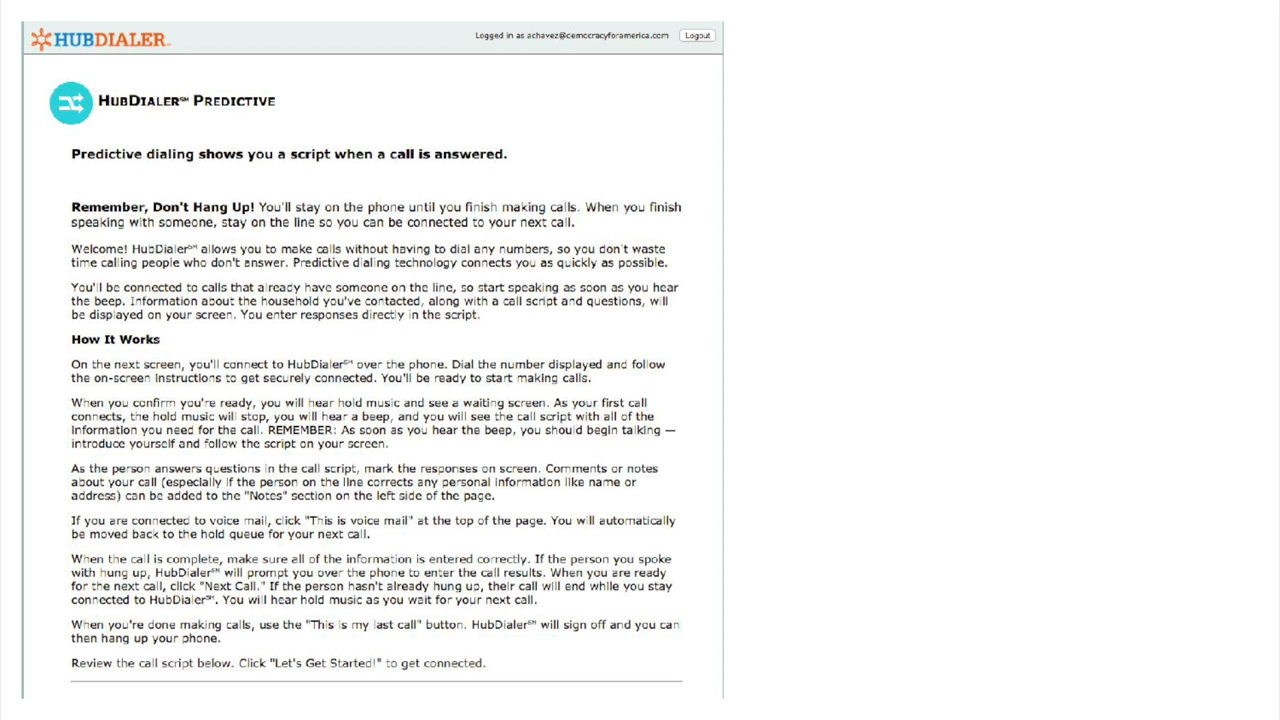 HUBDIALER
Logged in as achavez@democracyforamerica.com
Logout
HUBDIALER℠ PREDICTIVE
Predictive dialing shows you a script when a call is answered.
Remember, Don't Hang Up! You'll stay on the phone until you finish making calls. When you finish
speaking with someone, stay on the line so you can be connected to your next call.
Welcome! HubDialer℠ allows you to make calls without having to dial any numbers, so you don't waste
time calling people who don't answer. Predictive dialing technology connects you as quickly as possible.
You'll be connected to calls that already have someone on the line, so start speaking as soon as you hear
the beep. Information about the household you've contacted, along with a call script and questions, will
be displayed on your screen. You enter responses directly in the script.
How It Works
On the next screen, you'll connect to HubDialer℠ over the phone. Dial the number displayed and follow
the on-screen instructions to get securely connected. You'll be ready to start making calls.
When you confirm you're ready, you will hear hold music and see a waiting screen. As your first call
connects, the hold music will stop, you will hear a beep, and you will see the call script with all of the
information you need for the call. REMEMBER: As soon as you hear the beep, you should begin talking —
introduce yourself and follow the script on your screen.
As the person answers questions in the call script, mark the responses on screen. Comments or notes
about your call (especially if the person on the line corrects any personal information like name or
address) can be added to the "Notes" section on the left side of the page.
If you are connected to voice mail, click "This is voice mail" at the top of the page. You will automatically
be moved back to the hold queue for your next call.
When the call is complete, make sure all of the information is entered correctly. If the person you spoke
with hung up, HubDialer℠ will prompt you over the phone to enter the call results. When you are ready
for the next call, click "Next Call." If the person hasn't already hung up, their call will end while you stay
connected to HubDialer℠. You will hear hold music as you wait for your next call.
When you're done making calls, use the "This is my last call" button. HubDialer℠ will sign off and you can
then hang up your phone.
Review the call script below. Click "Let's Get Started!" to get connected.